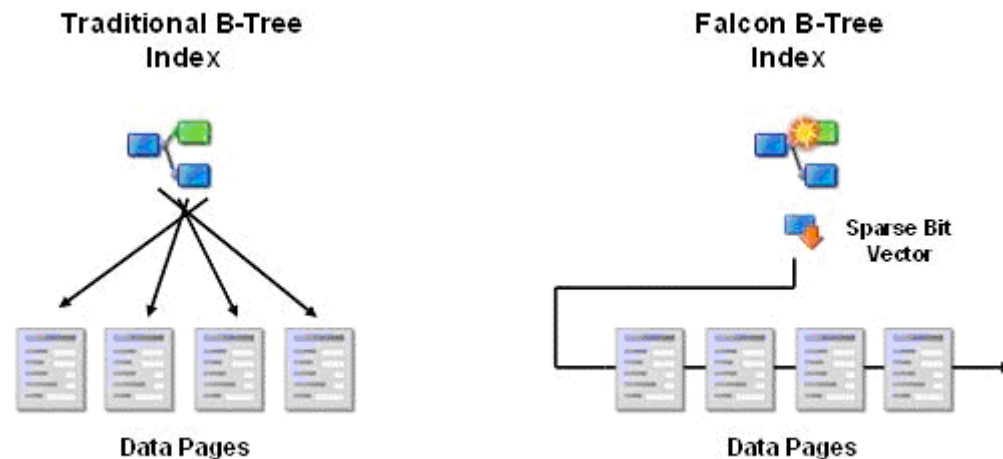 Traditional B-Tree
Index
Falcon B-Tree
Index
Sparse Bit
Vector
Data Pages
Data Pages